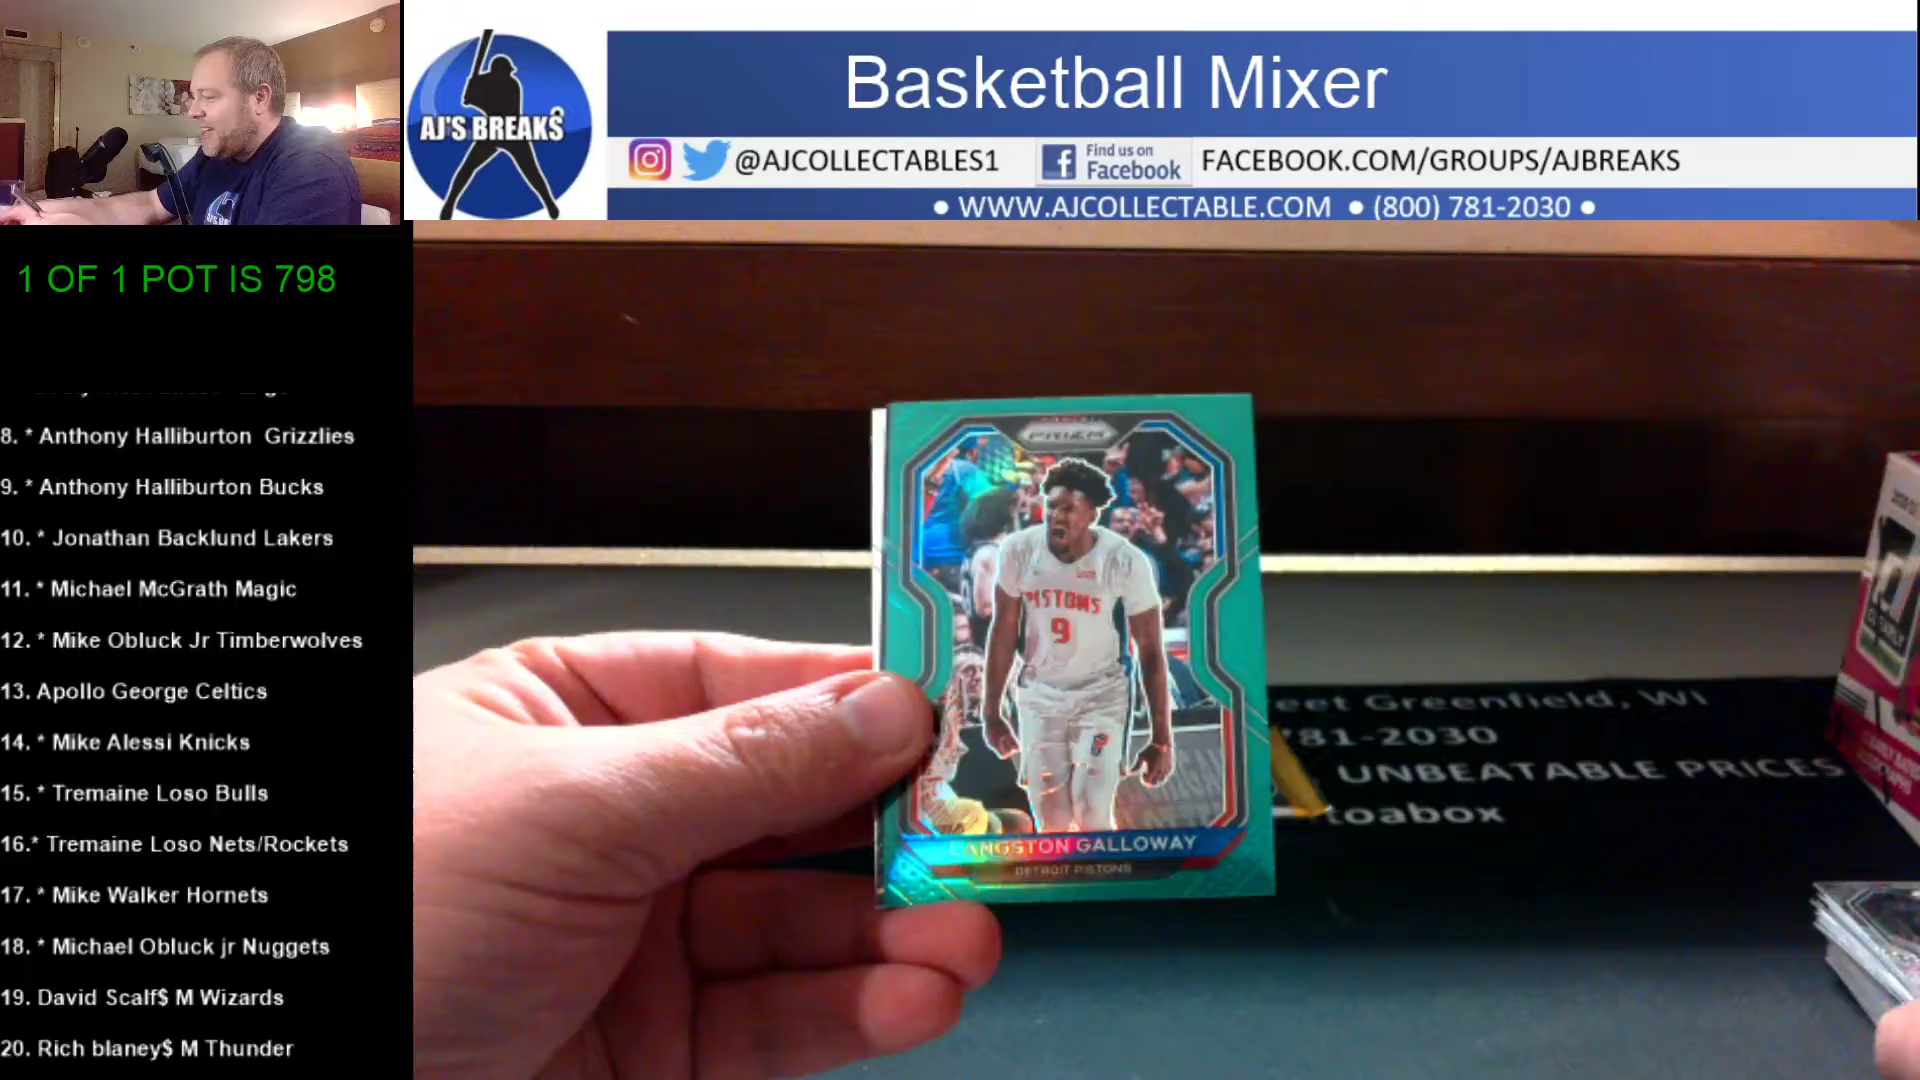 AJ'S BREAKS
Basketball Mixer
@AJCOLLECTABLES1
Find us on
Facebook
FACEBOOK.COM/GROUPS/AJBREAKS
• WWW.AJCOLLECTABLE.COM • (800) 781-2030 •
1 OF 1 POT IS 798
8. * Anthony Halliburton Grizzlies
9. * Anthony Halliburton Bucks
10. * Jonathan Backlund Lakers
11. * Michael McGrath Magic
12. * Mike Obluck Jr Timberwolves
13. Apollo George Celtics
14. * Mike Alessi Knicks
15. * Tremaine Loso Bulls
16.* Tremaine Loso Nets/Rockets
17. * Mike Walker Hornets
18. * Michael Obluck jr Nuggets
19. David Scalf$ M Wizards
20. Rich blaney$ M Thunder
PRIZM
PISTONS
9
LANGSTON GALLOWAY
DETROIT PISTONS
eet Greenfield, WI
781-2030
UNBEATABLE PRICES
toabox